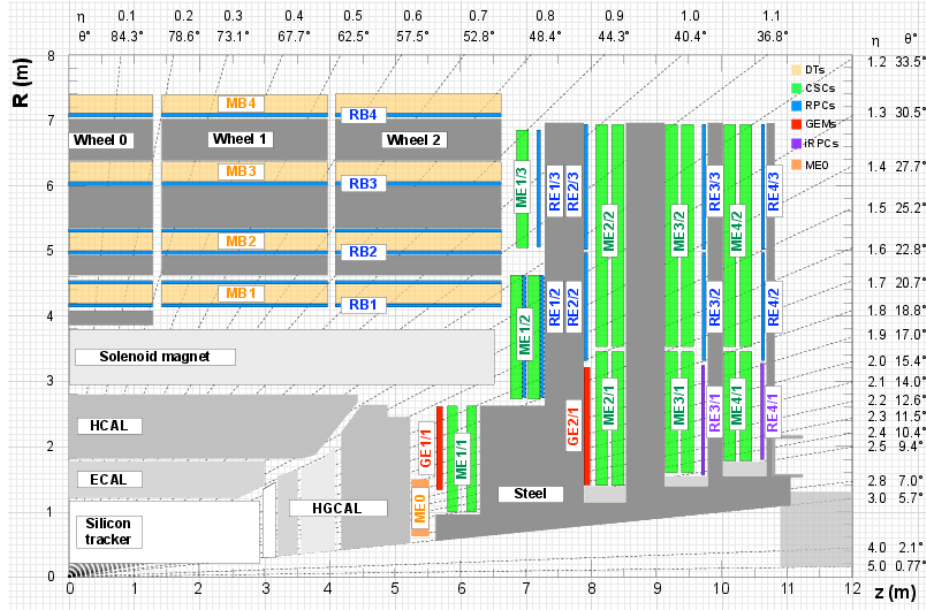 η 0.1 0.2 0.3 0.4 0.5 0.6 0.7 0.8 0.9 1.0 1.1
θ° 84.3° 78.6° 73.1° 67.7° 62.5° 57.5° 52.8° 48.4° 44.3° 40.4° 36.8° η θ°
R (m)
8
7
6
5
4
3
2
1
0
1.2 33.5°
1.3 30.5°
1.4 27.7°
1.5 25.2°
1.6 22.8°
1.7 20.7°
1.8 18.8°
1.9 17.0°
2.0 15.4°
2.1 14.0°
2.2 12.6°
2.3 11.5°
2.4 10.4°
2.5 9.4°
2.8 7.0°
3.0 5.7°
4.0 2.1°
5.0 0.77°
DTs
CSCs
RPCs
GEMs
iRPCs
ME0
MB4
RB4
Wheel 0 Wheel 1 Wheel 2
MB3
RB3
MB2
RB2
MB1
RB1
Solenoid magnet
HCAL
ECAL
Silicon
tracker
HGCAL
Steel
ME0
GE1/1
ME1/1
ME1/2
ME1/3
RE1/3
RE2/3
RE1/2
RE2/2
GE2/1
ME2/2
ME2/1
ME3/2
ME3/1
RE3/3
RE3/2
RE3/1
ME4/2
ME4/1
RE4/3
RE4/2
RE4/1
0 1 2 3 4 5 6 7 8 9 10 11 12
z (m)